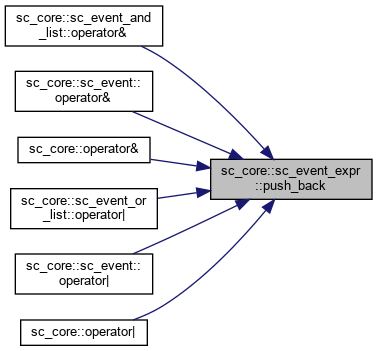 sc_core::sc_event_and
_list::operator&
sc_core::sc_event::
operator&
sc_core::operator&
sc_core::sc_event_or
_list::operator|
sc_core::sc_event::
operator|
sc_core::operator|
sc_core::sc_event_expr
::push_back